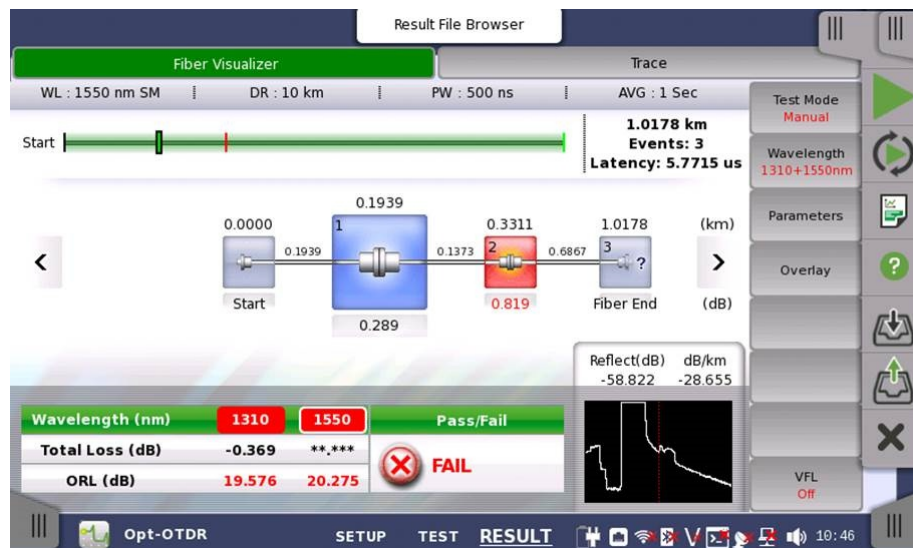 Result File Browser
Fiber Visualizer
Trace
WL : 1550 nm SM
DR : 10 km
PW : 500 ns
AVG : 1 Sec
Start
1.0178 km
Events: 3
Latency: 5.7715 us
Test Mode
Manual
Wavelength
1310+1550nm
Parameters
Overlay
0.1939
0.0000
1
0.3311
1.0178
(km)
0.1939
0.1373
2
0.6867
3
?
Start
0.819
Fiber End
(dB)
0.289
Reflect(dB) dB/km
-58.822 -28.655
Wavelength (nm) 1310 1550 Pass/Fail
Total Loss (dB) -0.369 **.***
FAIL
ORL (dB) 19.576 20.275
VFL
Off
Opt-OTDR
SETUP TEST RESULT
10:46